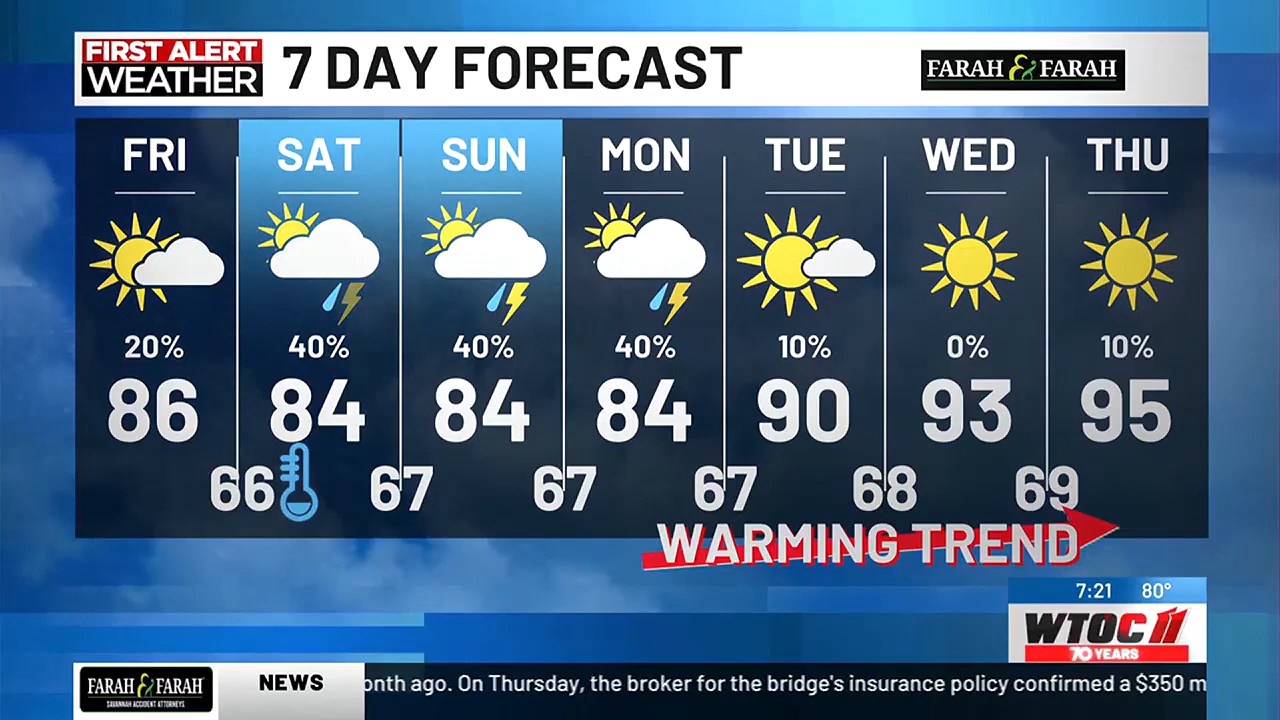 FIRST ALERT
WEATHER
7 DAY FORECAST
FARAH & FARAH
FRI SAT SUN MON TUE WED THU
20% 40% 40% 40% 10% 0% 10%
86 84 84 84 90 93 95
66 67 67 67 68 69
WARMING TREND
7:21 80°
WTOC 11
70 YEARS
FARAH & FARAH
SAVANNAH ACCIDENT ATTORNEYS
NEWS
onth ago. On Thursday, the broker for the bridge's insurance policy confirmed a $350 m